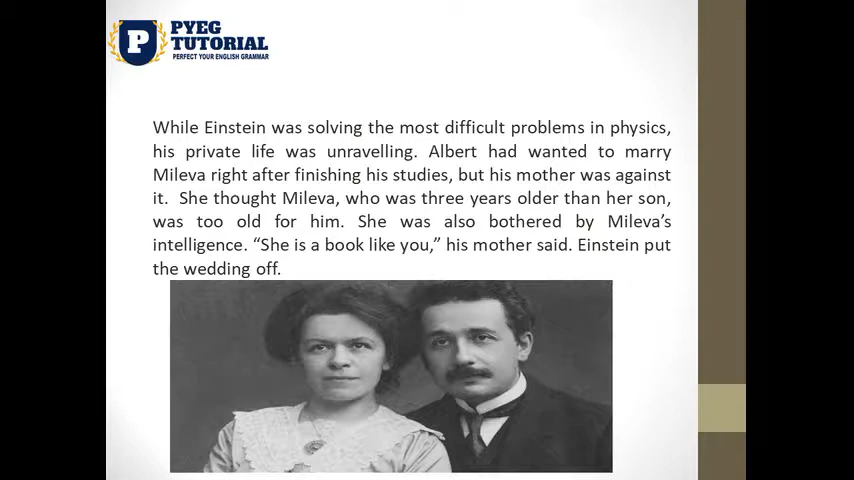 P
PYEG
TUTORIAL
PERFECT YOUR ENGLISH GRAMMAR
While Einstein was solving the most difficult problems in physics,
his private life was unravelling. Albert had wanted to marry
Mileva right after finishing his studies, but his mother was against
it.  She thought Mileva, who was three years older than her son,
was too old for him. She was also bothered by Mileva’s
intelligence. “She is a book like you,” his mother said. Einstein put
the wedding off.